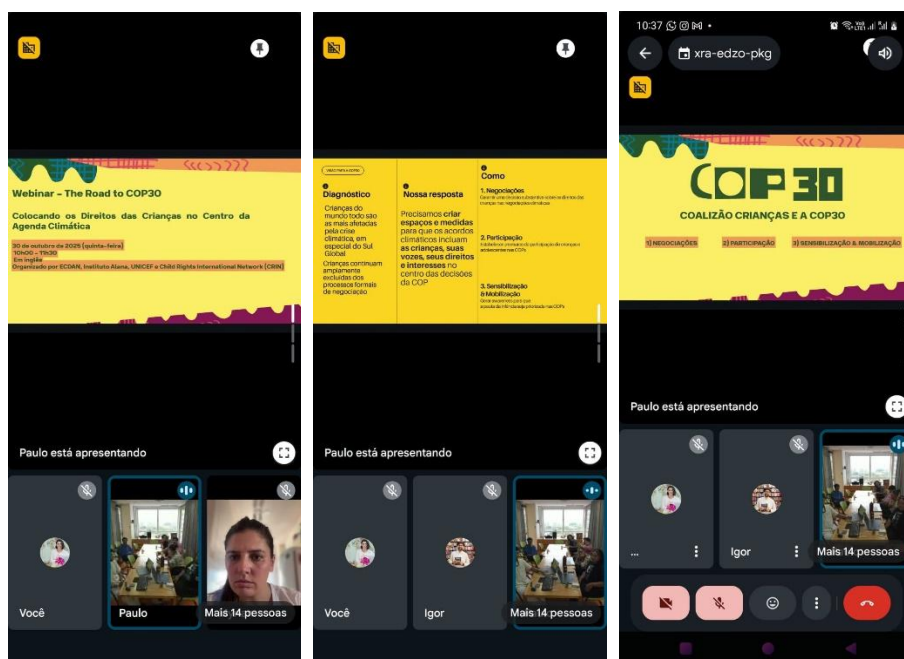 Webinar – The Road to COP30
Colocando os Direitos das Crianças no Centro da
Agenda Climática
30 de outubro de 2025 (quinta-feira)
10h00 – 11h30
Em inglês
Organizado por ECDAN, Instituto Alana, UNICEF e Child Rights International Network (CRIN)
Paulo está apresentando
Você
Paulo
Mais 14 pessoas
Diagnóstico
Crianças do
mundo todo são
as mais afetadas
pela crise
climática, em
especial do Sul
Global
Crianças continuam
amplamente
excluídas dos
processos formais
de negociação
Nossa resposta
Precisamos criar
espaços e medidas
para que os acordos
climáticos incluam
as crianças, suas
vozes, seus direitos
e interesses no
centro das decisões
da COP
Como
1. Negociações
2. Participação
3. Sensibilização
& Mobilização
Paulo está apresentando
Você
Igor
Mais 14 pessoas
10:37
xra-edzo-pkg
COP30
COALIZÃO CRIANÇAS E A COP30
1) NEGOCIAÇÕES 2) PARTICIPAÇÃO 3) SENSIBILIZAÇÃO & MOBILIZAÇÃO
Paulo está apresentando
...
Igor
Mais 14 pessoas